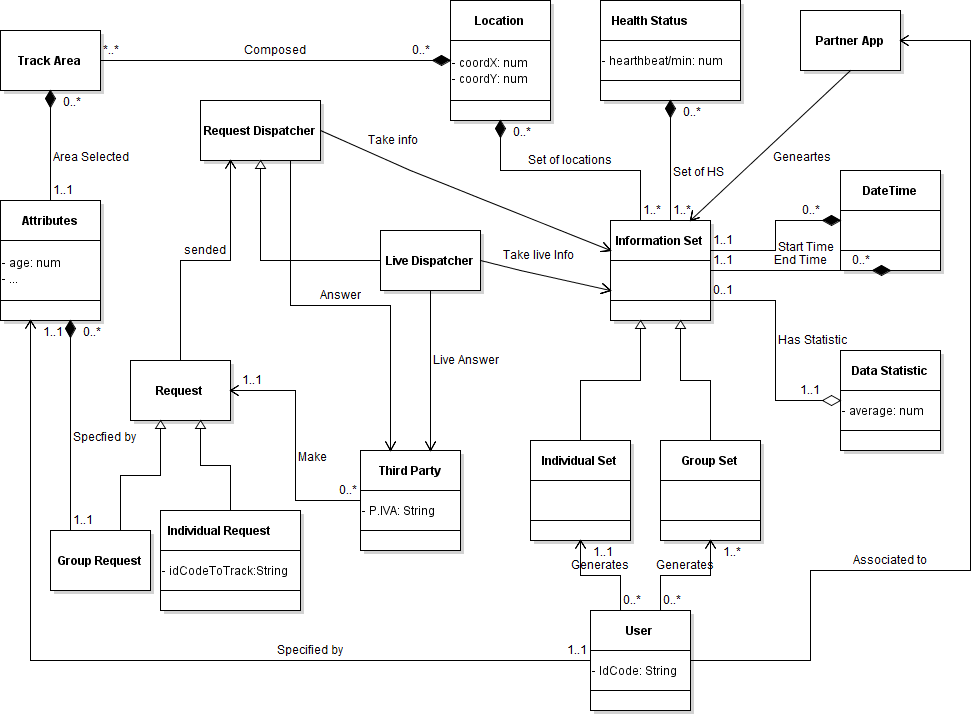 Location
- coordX: num
- coordY: num
Health Status
- hearthbeat/min: num
Partner App
Track Area
*..*
Composed
0..*
0..*
Request Dispatcher
Take info
0..*
Set of locations
0..*
Set of HS
Geneartes
Area Selected
1..1
DateTime
0..*
1..*
1..*
Attributes
- age: num
- ...
Information Set
1..1
Start Time
1..1
End Time
0..*
sended
Live Dispatcher
Take live Info
0..1
Answer
1..1
0..*
Has Statistic
Live Answer
Request
1..1
Data Statistic
- average: num
1..1
Specfied by
Make
Third Party
- P.IVA: String
0..*
Individual Set
Group Set
1..1
Group Request
Individual Request
- idCodeToTrack:String
1..1
Generates
1..*
Generates
Associated to
0..*
0..*
User
- IdCode: String
Specified by
1..1